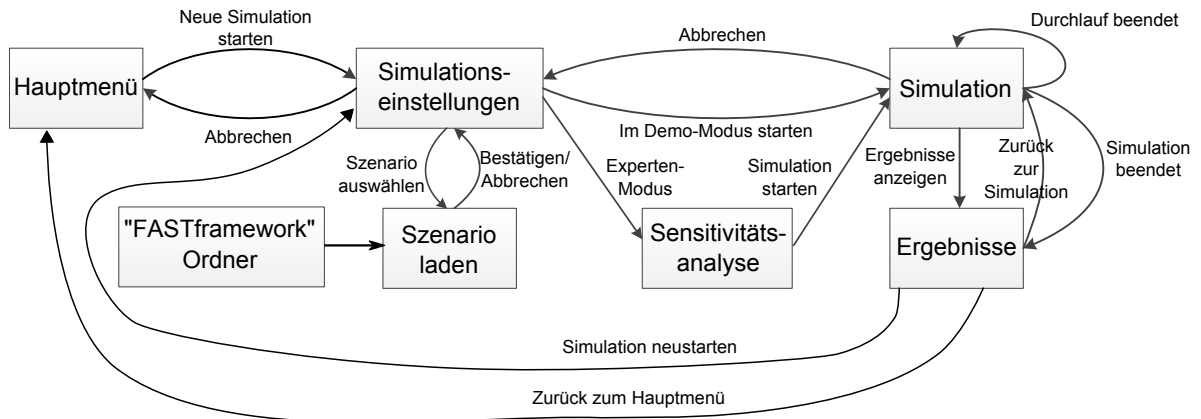 Neue Simulation
starten
Abbrechen
Durchlauf beendet
Hauptmenü
Simulations-
einstellungen
Simulation
Abbrechen
Im Demo-Modus starten
Szenario
auswählen
Bestätigen/
Abbrechen
Experten-
Modus
Simulation
starten
Ergebnisse
anzeigen
Zurück
zur
Simulation
Simulation
beendet
"FASTframework"
Ordner
Szenario
laden
Sensitivitäts-
analyse
Ergebnisse
Simulation neustarten
Zurück zum Hauptmenü